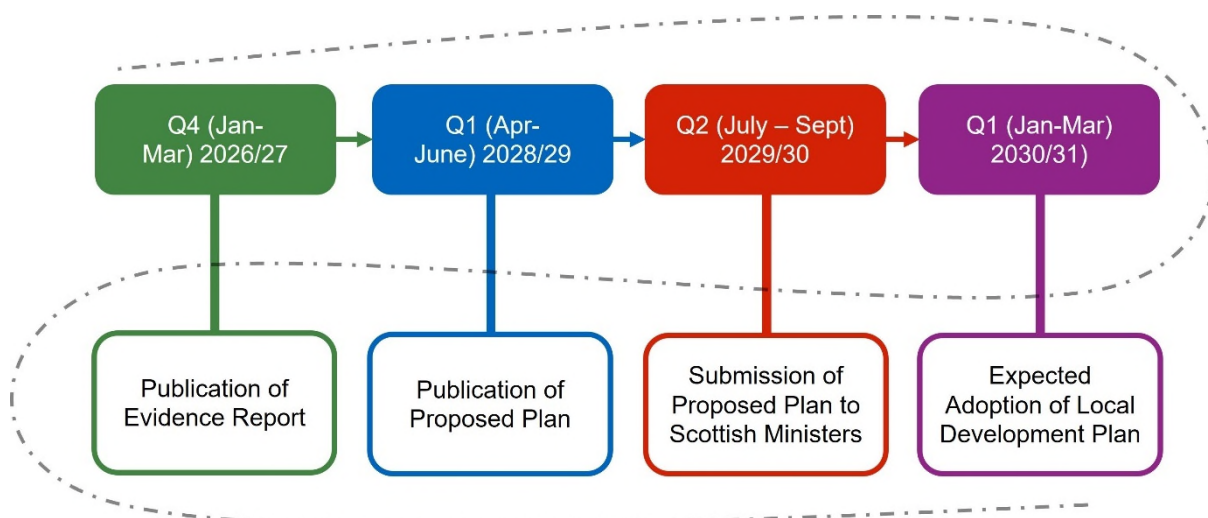 Q4 (Jan-
Mar) 2026/27
Q1 (Apr-
June) 2028/29
Q2 (July – Sept)
2029/30
Q1 (Jan-Mar)
2030/31)
Publication of
Evidence Report
Publication of
Proposed Plan
Submission of
Proposed Plan to
Scottish Ministers
Expected
Adoption of Local
Development Plan